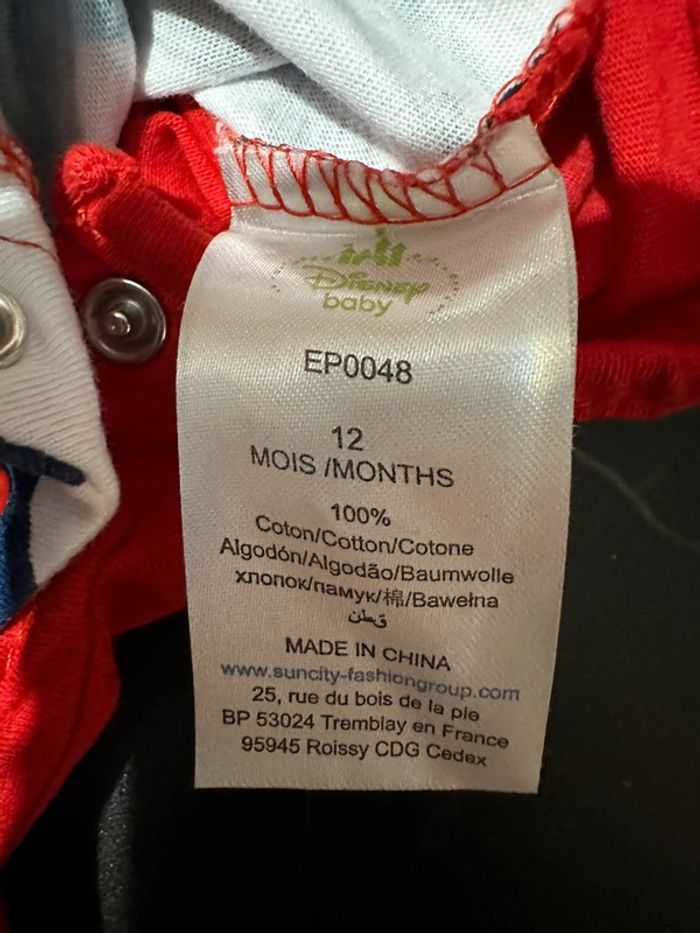 Disney
baby
EP0048
12
MOIS /MONTHS
100%
Coton/Cotton/Cotone
Algodón/Algodão/Baumwolle
хлопок/памук/棉/Bawełna
قطن
MADE IN CHINA
www.suncity-fashiongroup.com
25, rue du bois de la pie
BP 53024 Tremblay en France
95945 Roissy CDG Cedex